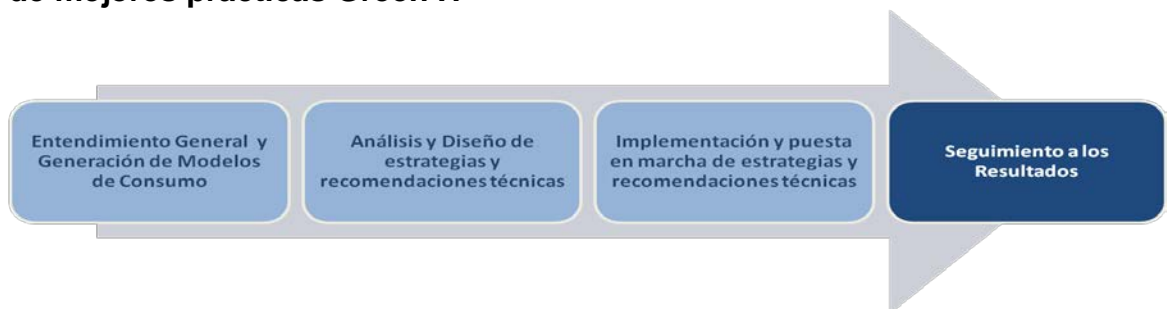 de mejores prácticas Green IT
Entendimiento General y
Generación de Modelos
de Consumo
Análisis y Diseño de
estrategias y
recomendaciones técnicas
Implementación y puesta
en marcha de estrategias y
recomendaciones técnicas
Seguimiento a los
Resultados